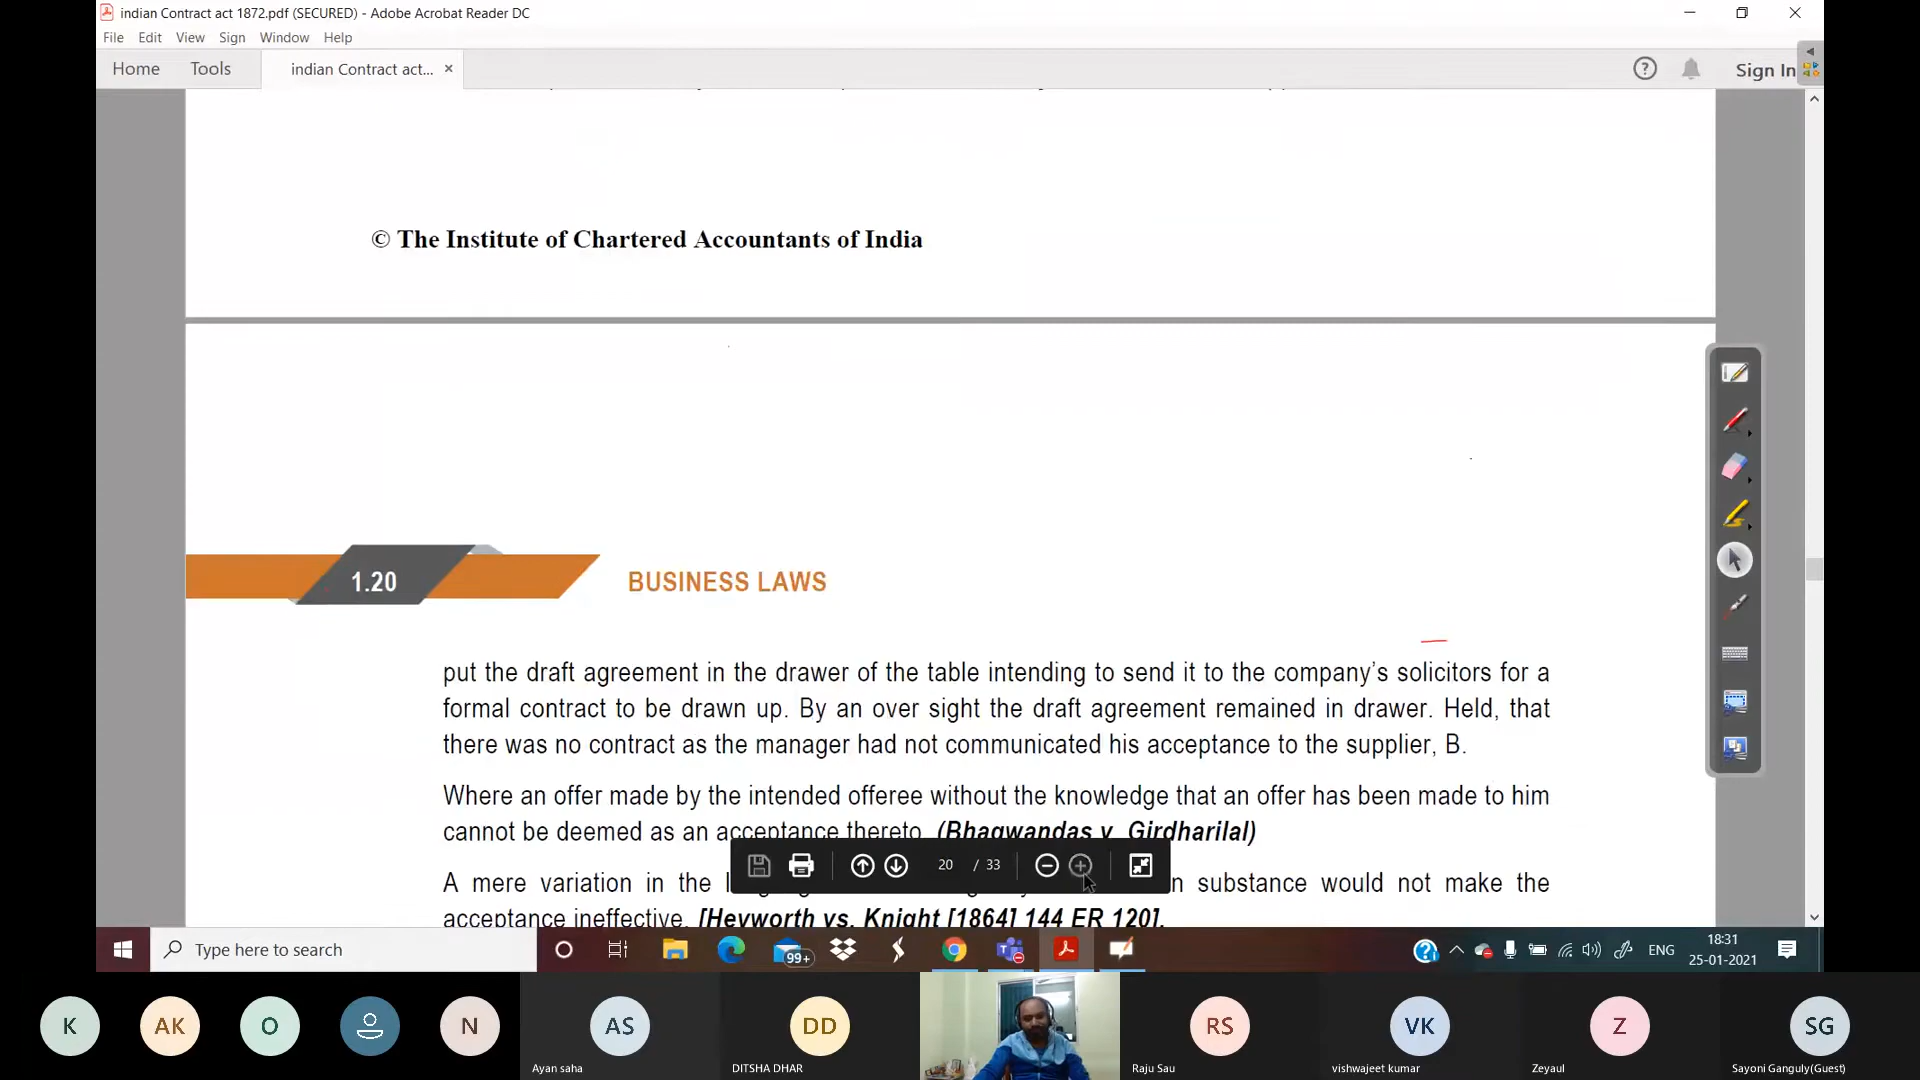 indian Contract act 1872.pdf (SECURED) - Adobe Acrobat Reader DC
File Edit View Sign Window Help
Home Tools indian Contract act... × Sign In
© The Institute of Chartered Accountants of India
1.20 BUSINESS LAWS
put the draft agreement in the drawer of the table intending to send it to the company's solicitors for a
formal contract to be drawn up. By an over sight the draft agreement remained in drawer. Held, that
there was no contract as the manager had not communicated his acceptance to the supplier, B.
Where an offer made by the intended offeree without the knowledge that an offer has been made to him
cannot be deemed as an acceptance thereto. (Bhagwandas v. Girdharilal)
20 / 33
A mere variation in the n substance would not make the
acceptance ineffective. [Heyworth vs. Knight [1864] 144 ER 120].
Type here to search 99+ ENG 18:31
25-01-2021
K AK O N AS DD RS VK Z SG
Ayan saha DITSHA DHAR Raju Sau vishwajeet kumar Zeyaul Sayoni Ganguly(Guest)